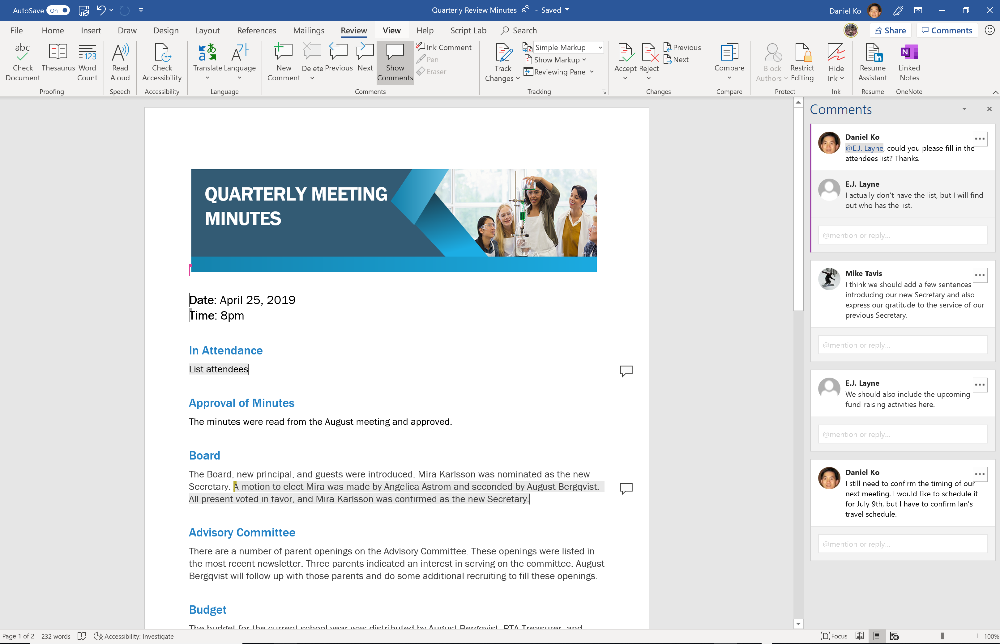 AutoSave On
Quarterly Review Minutes - Saved
Daniel Ko
File Home Insert Draw Design Layout References Mailings Review View Help Script Lab Search
Share Comments
abc
Check Document
Thesaurus
123
Word Count
Proofing
Read Aloud
Speech
Check Accessibility
Accessibility
Translate
Language
Language
New Comment
Delete
Previous
Next
Show Comments
Ink Comment
Pen
Eraser
Comments
Track Changes
Simple Markup
Show Markup
Reviewing Pane
Tracking
Accept
Reject
Previous
Next
Changes
Compare
Compare
Block Authors
Restrict Editing
Protect
Hide Ink
Ink
Resume Assistant
Resume
Linked Notes
OneNote
QUARTERLY MEETING
MINUTES
Date: April 25, 2019
Time: 8pm
In Attendance
List attendees
Approval of Minutes
The minutes were read from the August meeting and approved.
Board
The Board, new principal, and guests were introduced. Mira Karlsson was nominated as the new
Secretary. A motion to elect Mira was made by Angelica Astrom and seconded by August Bergqvist.
All present voted in favor, and Mira Karlsson was confirmed as the new Secretary.
Advisory Committee
There are a number of parent openings on the Advisory Committee. These openings were listed in
the most recent newsletter. Three parents indicated an interest in serving on the committee. August
Bergqvist will follow up with those parents and do some additional recruiting to fill these openings.
Budget
The budget for the current school year was distributed by August Bergqvist, PTA Treasurer, and
Comments
Daniel Ko
@E.J. Layne, could you please fill in the
attendees list? Thanks.
E.J. Layne
I actually don't have the list, but I will find
out who has the list.
@mention or reply...
Mike Tavis
I think we should add a few sentences
introducing our new Secretary and also
express our gratitude to the service of our
previous Secretary.
@mention or reply...
E.J. Layne
We should also include the upcoming
fund-raising activities here.
@mention or reply...
Daniel Ko
I still need to confirm the timing of our
next meeting. I would like to schedule it
for July 9th, but I have to confirm Ian's
travel schedule.
@mention or reply...
Page 1 of 2 232 words Accessibility: Investigate
Focus 100%